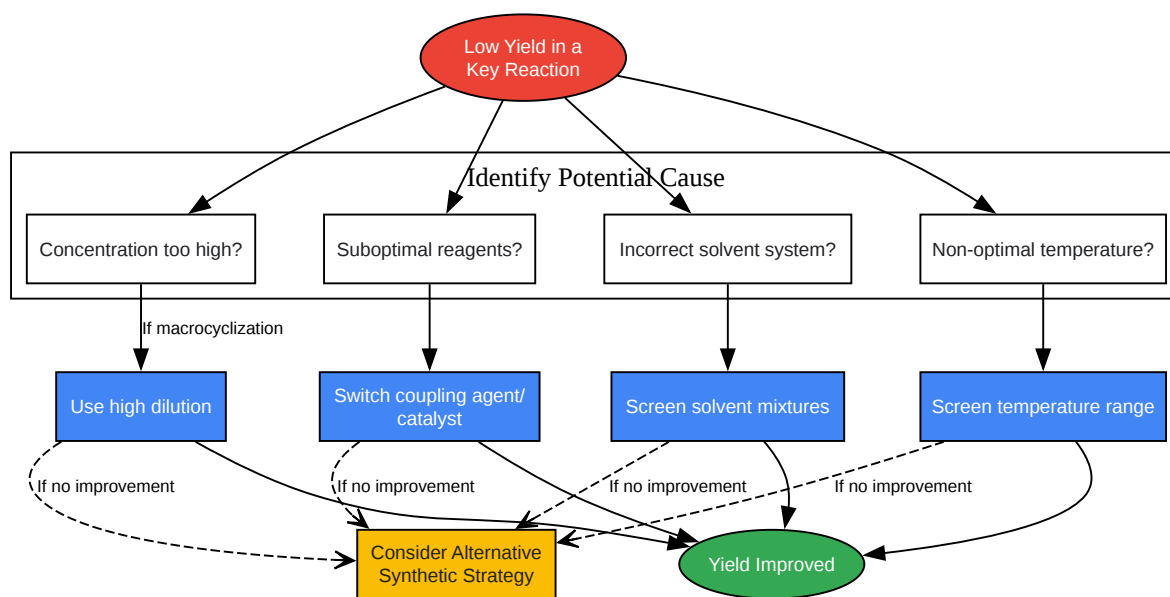 Low Yield in a
Key Reaction
Identify Potential Cause
Concentration too high?
Suboptimal reagents?
Incorrect solvent system?
Non-optimal temperature?
If macrocyclization
Use high dilution
Switch coupling agent/
catalyst
Screen solvent mixtures
Screen temperature range
If no improvement
If no improvement
If no improvement
If no improvement
Consider Alternative
Synthetic Strategy
Yield Improved